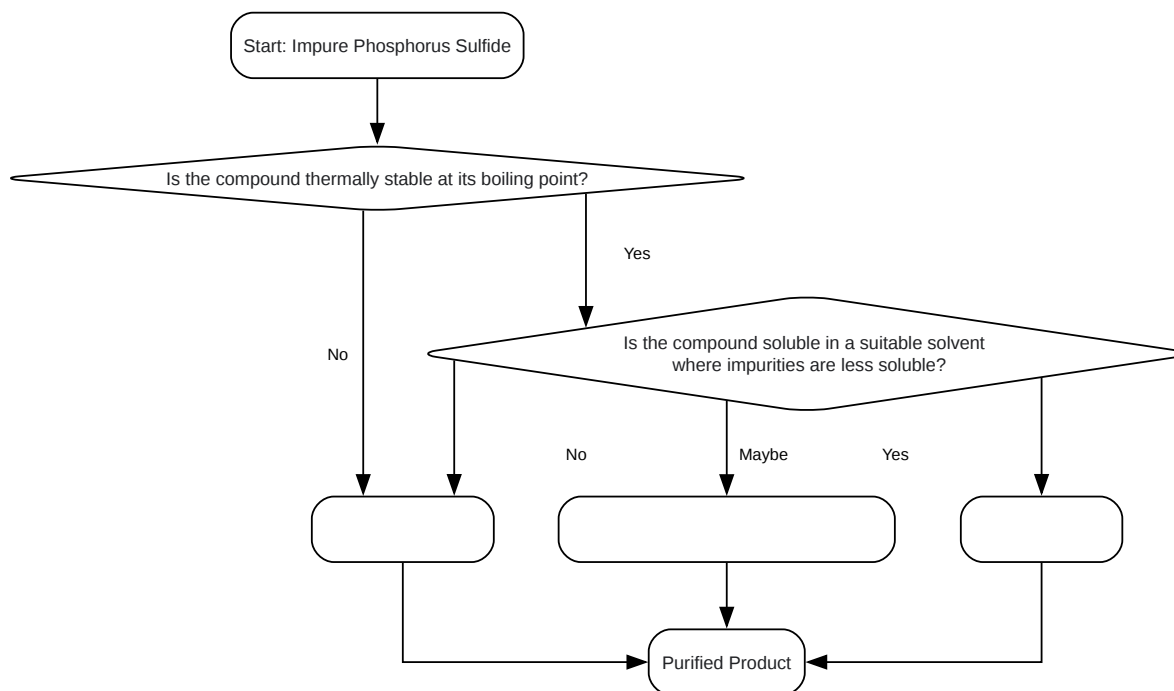 Start: Impure Phosphorus Sulfide
Is the compound thermally stable at its boiling point?
Yes
No
Is the compound soluble in a suitable solvent
where impurities are less soluble?
No
Maybe
Yes
Purified Product